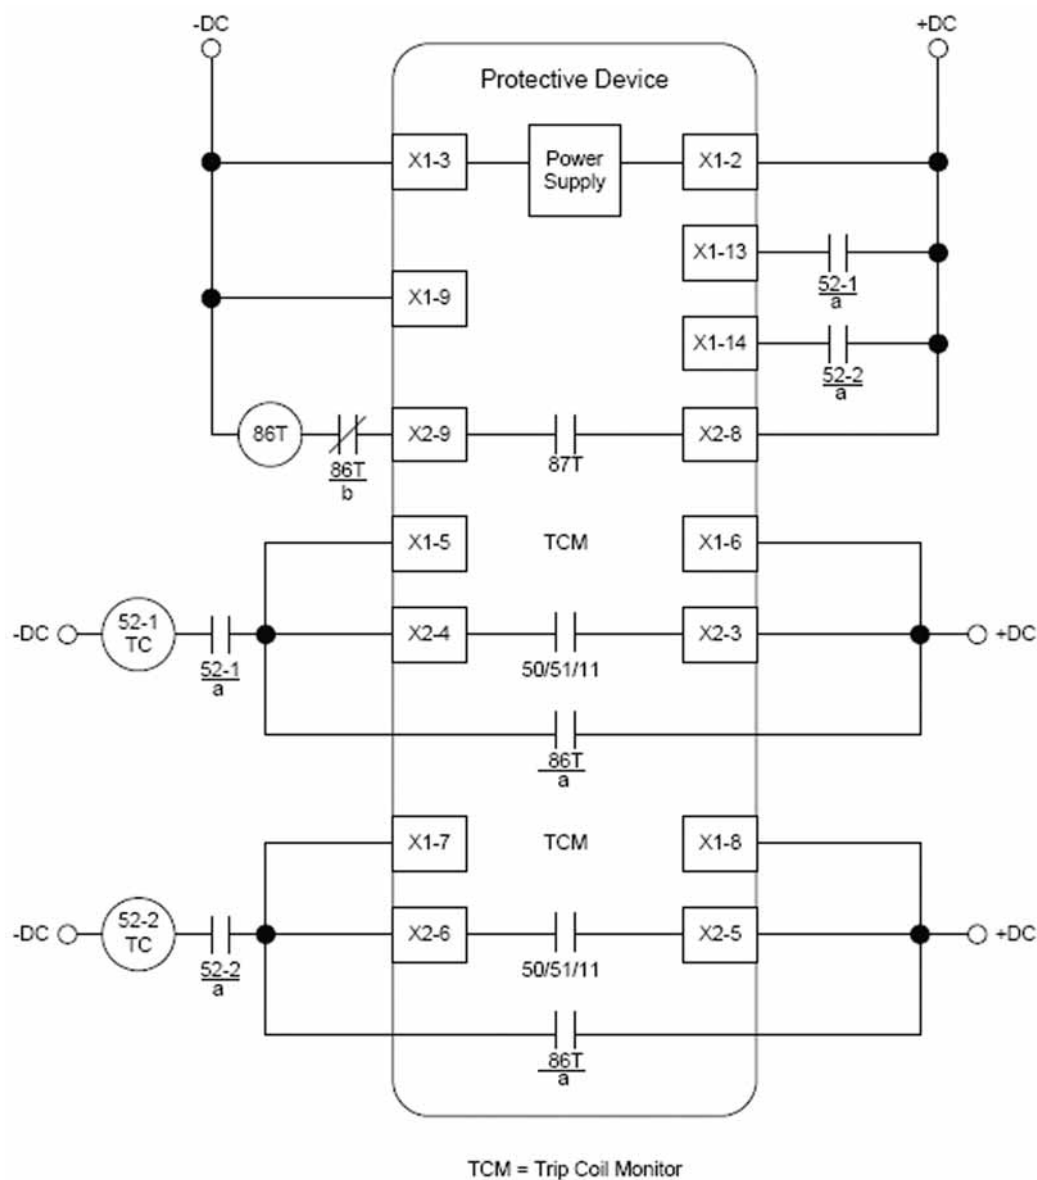 -DC
+DC
Protective Device
X1-3
Power
Supply
X1-2
X1-13
52-1
a
X1-9
X1-14
52-2
a
86T
86T
b
X2-9
87T
X2-8
X1-5
TCM
X1-6
-DC
52-1
TC
52-1
a
X2-4
50/51/11
X2-3
+DC
86T
a
X1-7
TCM
X1-8
-DC
52-2
TC
52-2
a
X2-6
50/51/11
X2-5
+DC
86T
a
TCM = Trip Coil Monitor